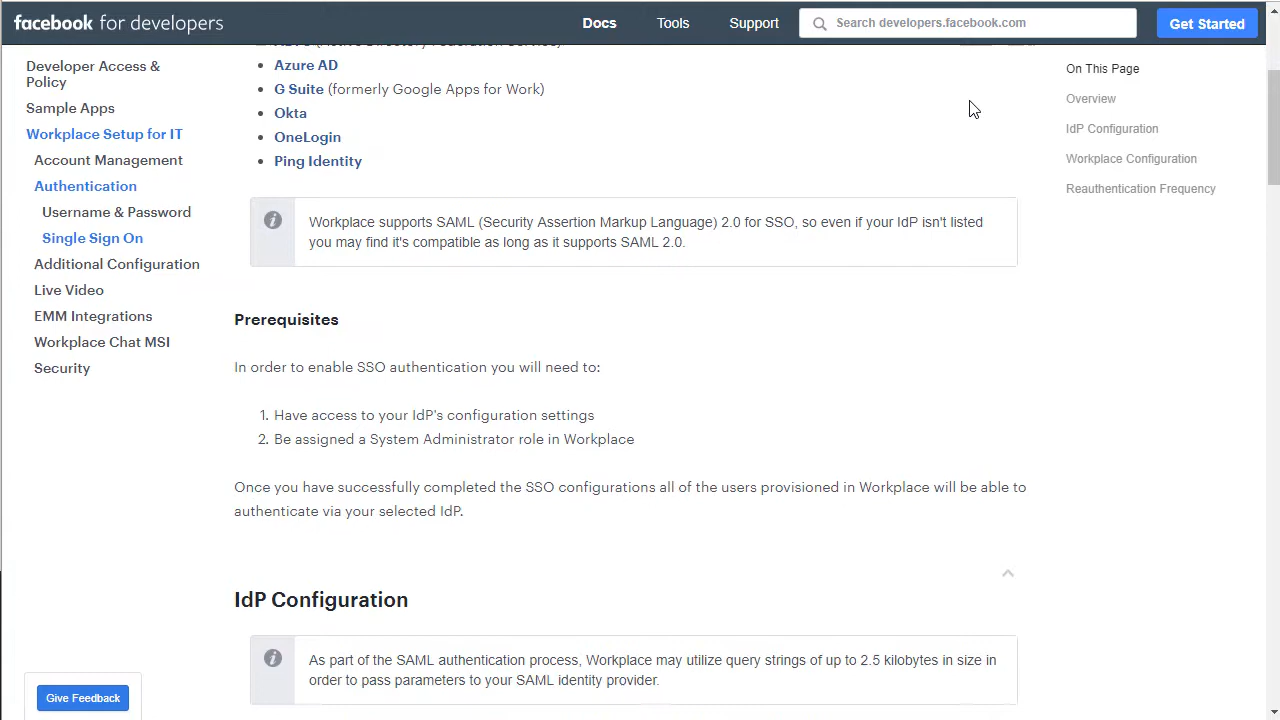 facebook for developers
Docs
Tools
Support
Search developers.facebook.com
Get Started
Developer Access &
Policy
Sample Apps
Workplace Setup for IT
Account Management
Authentication
Username & Password
Single Sign On
Additional Configuration
Live Video
EMM Integrations
Workplace Chat MSI
Security
Give Feedback
• Azure AD
• G Suite (formerly Google Apps for Work)
• Okta
• OneLogin
• Ping Identity
Workplace supports SAML (Security Assertion Markup Language) 2.0 for SSO, so even if your IdP isn't listed
you may find it's compatible as long as it supports SAML 2.0.
Prerequisites
In order to enable SSO authentication you will need to:
1. Have access to your IdP's configuration settings
2. Be assigned a System Administrator role in Workplace
Once you have successfully completed the SSO configurations all of the users provisioned in Workplace will be able to
authenticate via your selected IdP.
IdP Configuration
As part of the SAML authentication process, Workplace may utilize query strings of up to 2.5 kilobytes in size in
order to pass parameters to your SAML identity provider.
On This Page
Overview
IdP Configuration
Workplace Configuration
Reauthentication Frequency